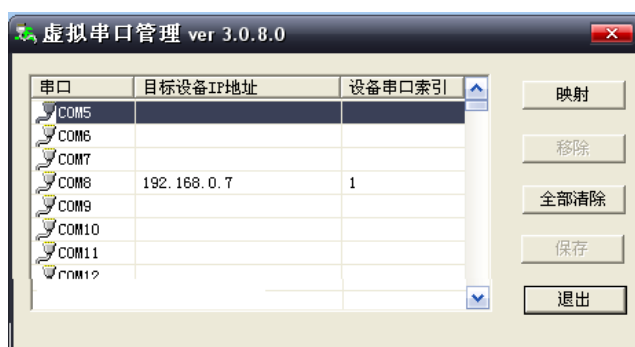 虚拟串口管理 ver 3.0.8.0
串口 目标设备IP地址 设备串口索引
COM5
COM6
COM7
COM8 192.168.0.7 1
COM9
COM10
COM11
COM12
映射
移除
全部清除
保存
退出